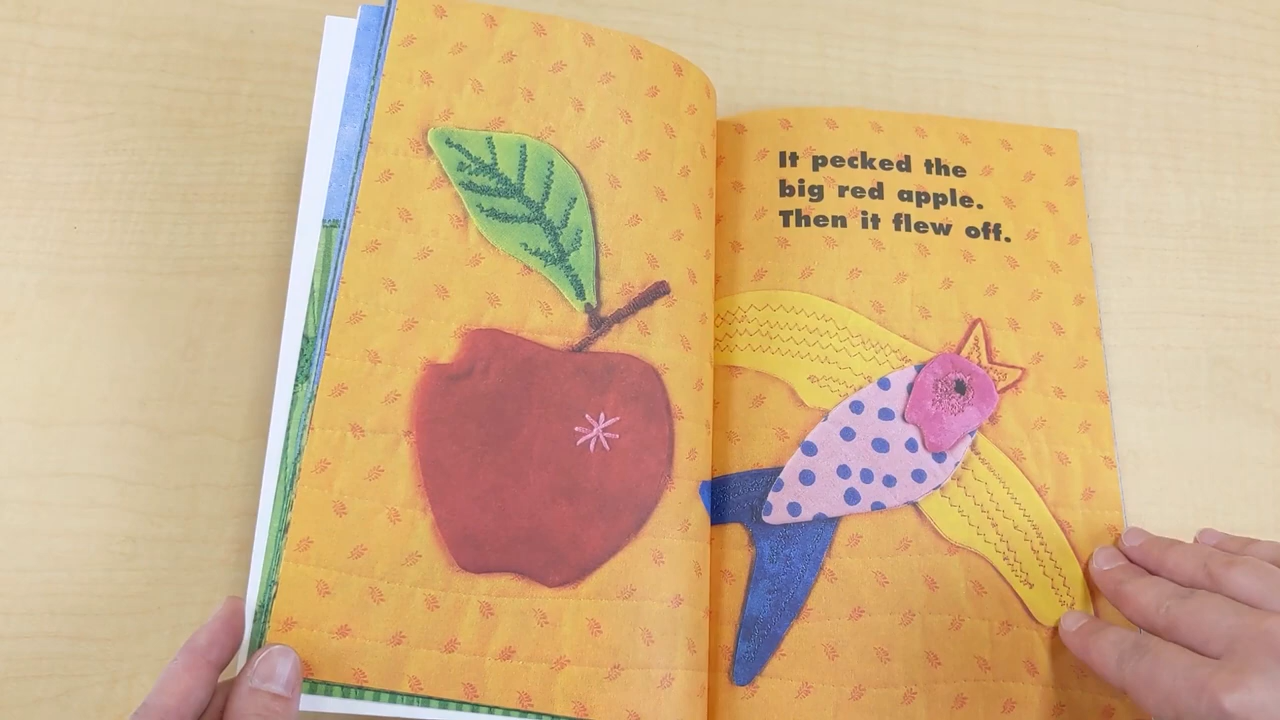 It pecked the
big red apple.
Then it flew off.